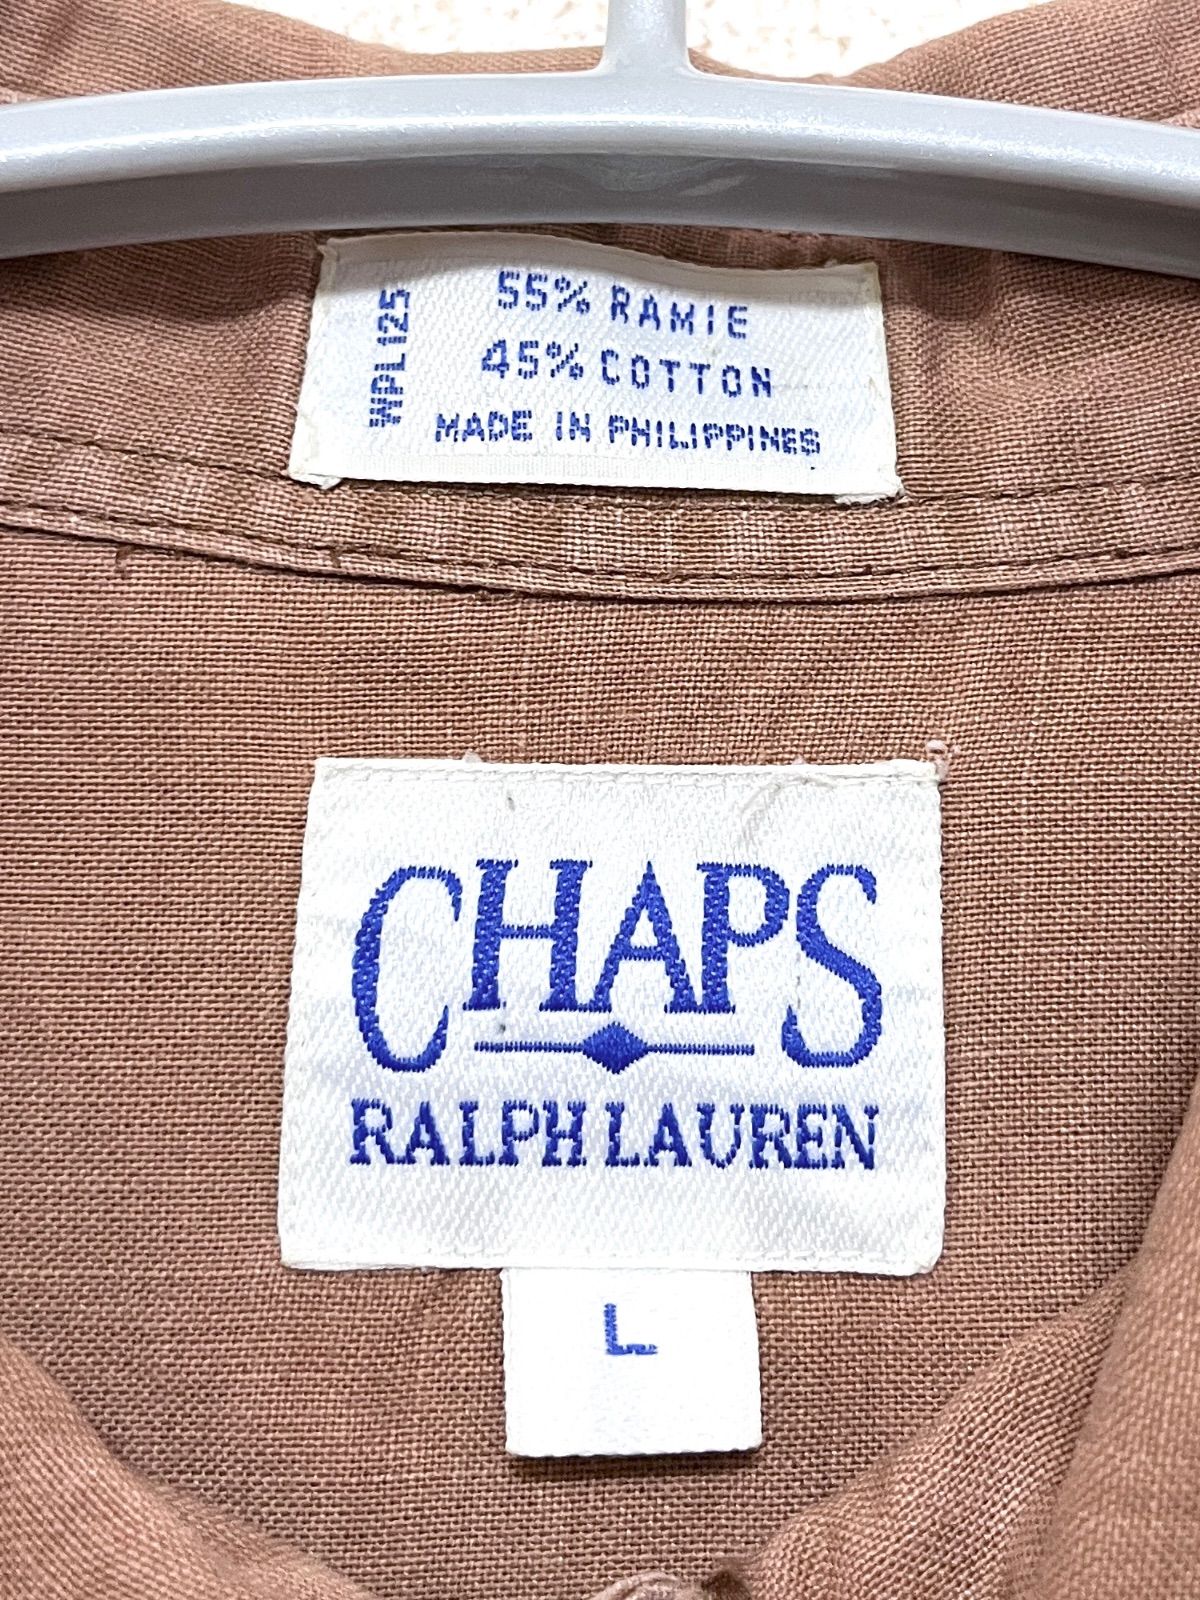 WPL125
55% RAMIE
45% COTTON
MADE IN PHILIPPINES
CHAPS
RALPH LAUREN
L